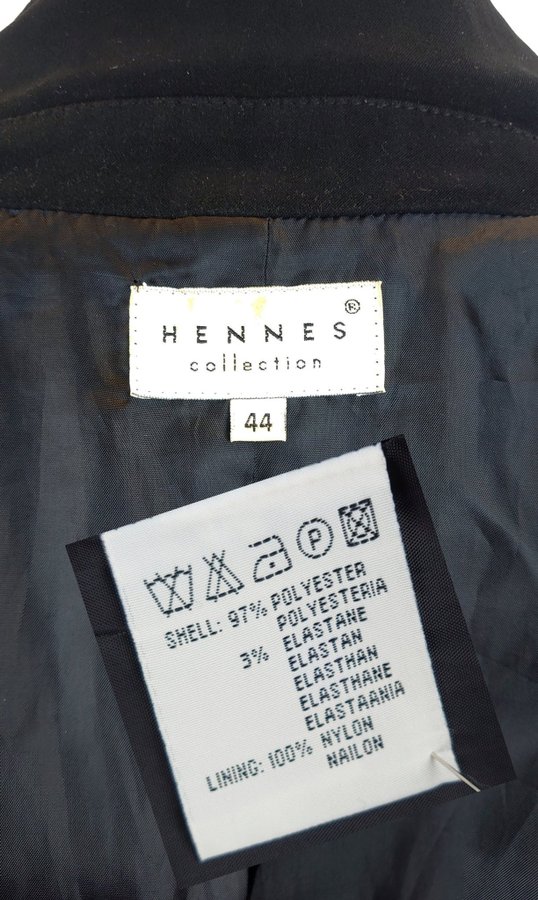 HENNES ®
collection
44
P
SHELL: 97% POLYESTER
POLYESTERIA
3% ELASTANE
ELASTAN
ELASTHAN
ELASTHANE
ELASTAANIA
LINING: 100% NYLON
NAILON